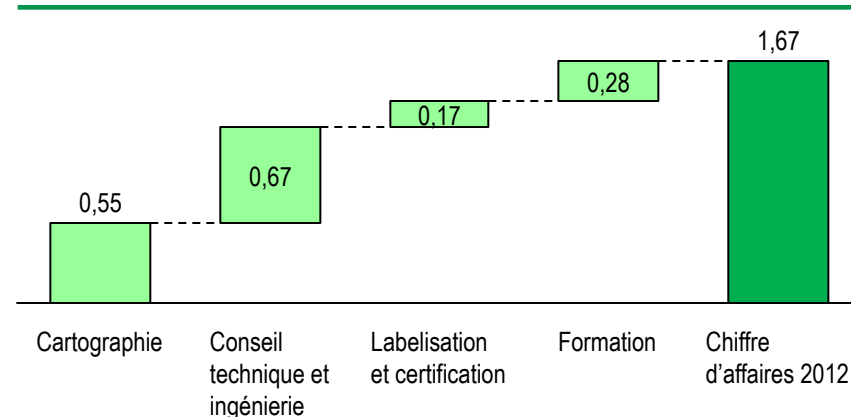 1,67
0,28
0,17
0,67
0,55
Cartographie
Conseil
technique et
ingénierie
Labelisation
et certification
Formation
Chiffre
d'affaires 2012